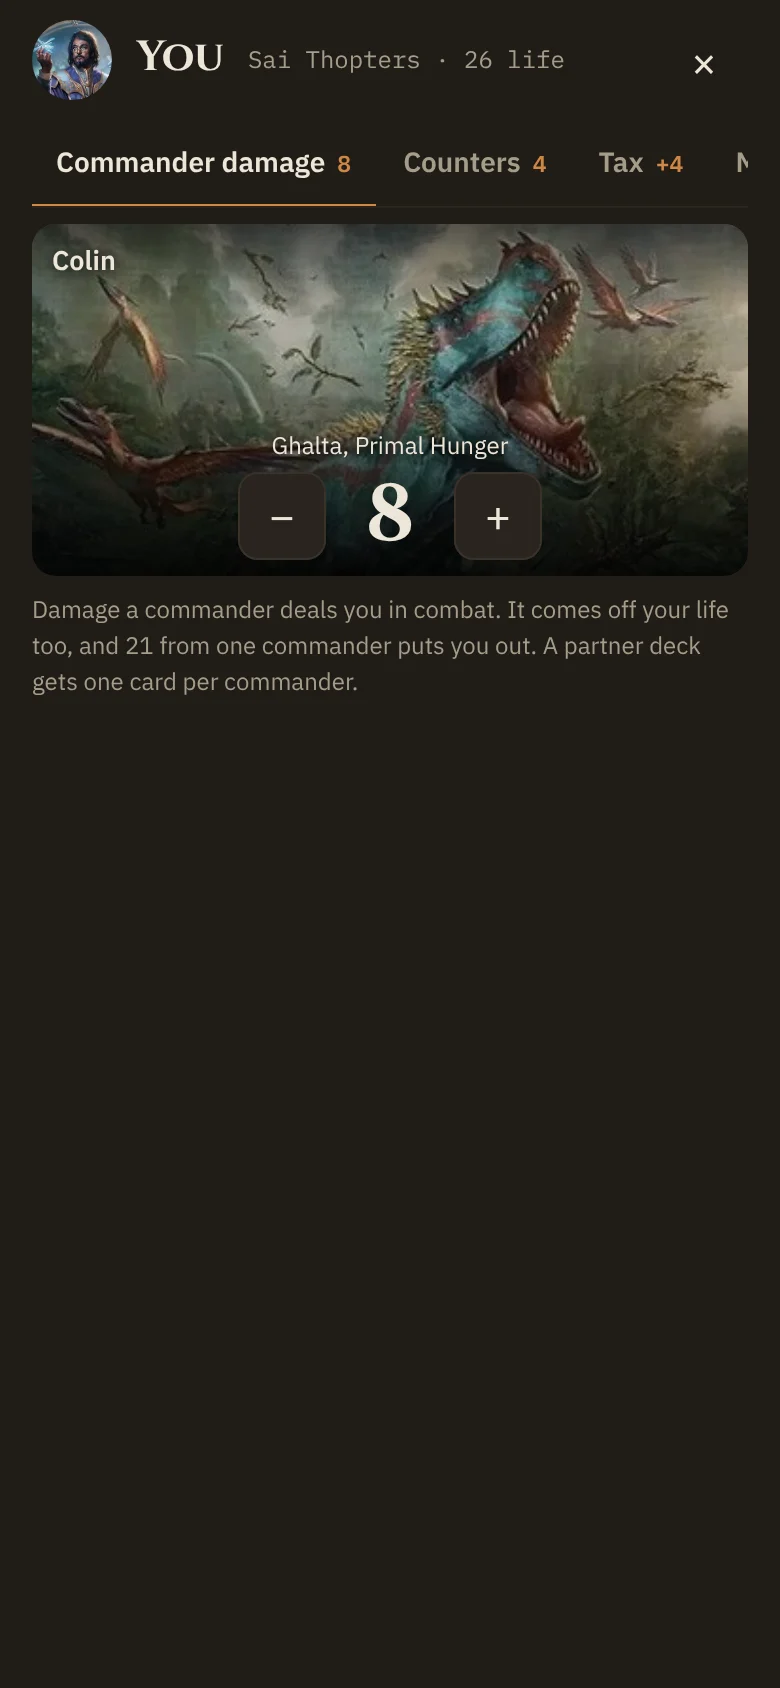 You Sai Thopters · 26 life ×
Commander damage 8 Counters 4 Tax +4
Colin
Ghalta, Primal Hunger
− 8 +
Damage a commander deals you in combat. It comes off your life
too, and 21 from one commander puts you out. A partner deck
gets one card per commander.